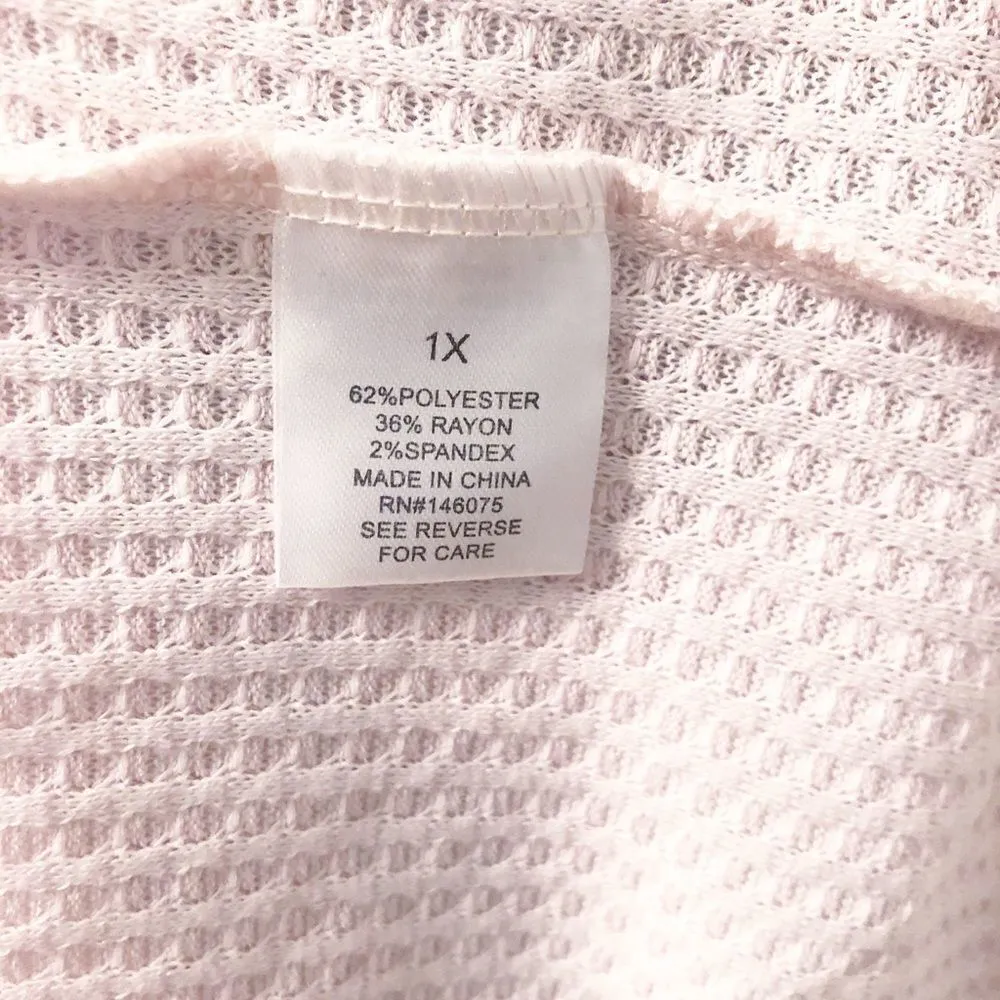 1X
62%POLYESTER
36% RAYON
2%SPANDEX
MADE IN CHINA
RN#146075
SEE REVERSE
FOR CARE